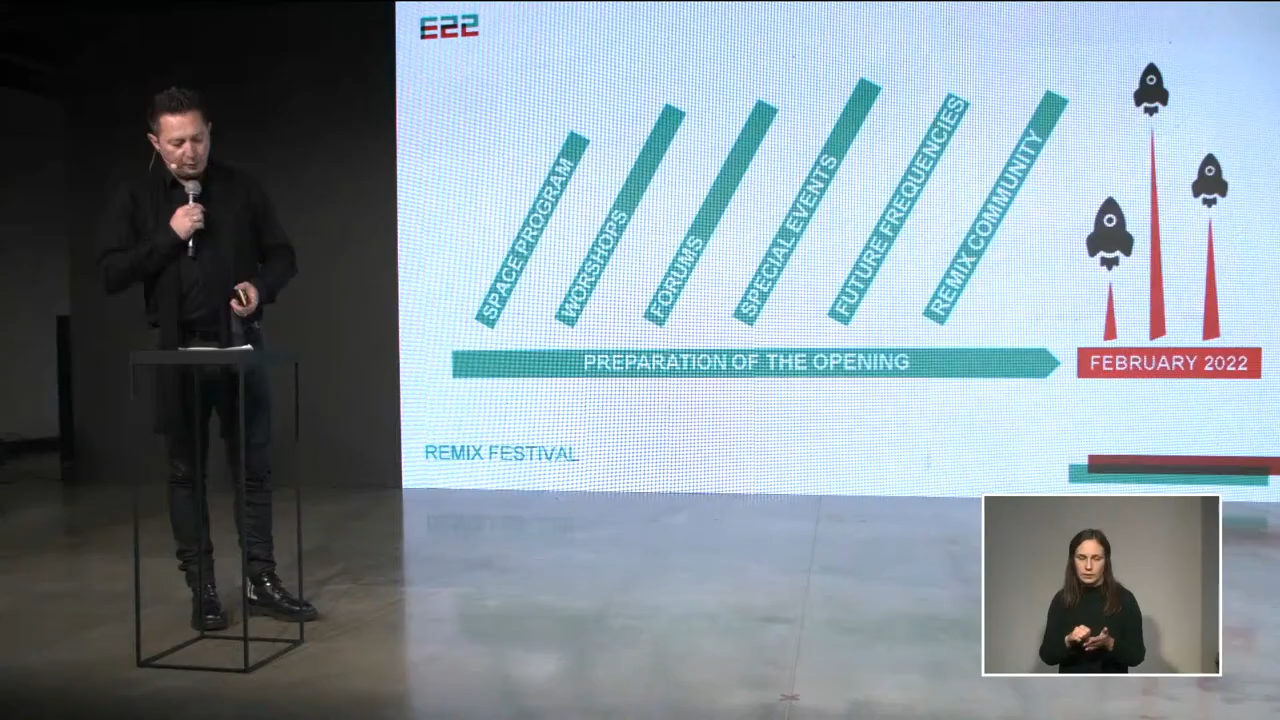 E22
SPACE PROGRAM
WORSHOPS
FORUMS
SPECIAL EVENTS
FUTURE FREQUENCIES
REMIX COMMUNITY
PREPARATION OF THE OPENING
FEBRUARY 2022
REMIX FESTIVAL